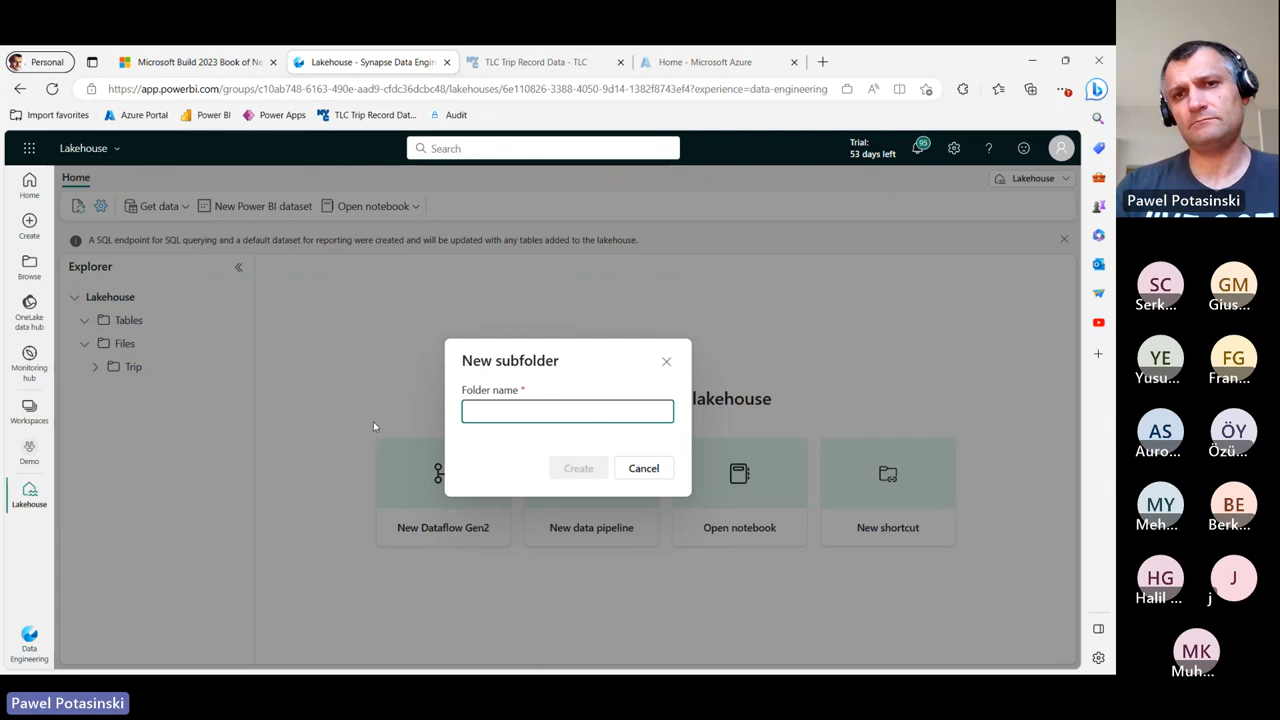 Personal
Microsoft Build 2023 Book of Ne
Lakehouse - Synapse Data Engin
TLC Trip Record Data - TLC
Home - Microsoft Azure
https://app.powerbi.com/groups/c10ab748-6163-490e-aad9-cfdc36dcbc48/lakehouses/6e110826-3388-4050-9d14-1382f8743ef4?experience=data-engineering
Import favorites
Azure Portal
Power BI
Power Apps
TLC Trip Record Dat...
Audit
Lakehouse
Search
Trial:
53 days left
95
Home
Lakehouse
Get data
New Power BI dataset
Open notebook
A SQL endpoint for SQL querying and a default dataset for reporting were created and will be updated with any tables added to the lakehouse.
Home
Create
Browse
OneLake
data hub
Monitoring
hub
Workspaces
Demo
Lakehouse
Data
Engineering
Explorer
Lakehouse
Tables
Files
Trip
New subfolder
Folder name *
Create
Cancel
lakehouse
New Dataflow Gen2
New data pipeline
Open notebook
New shortcut
Pawel Potasinski
SC
Serk...
GM
Gius...
YE
Yusu...
FG
Fran...
AS
Auro...
ÖY
Özü...
MY
Meh...
BE
Berk...
HG
Halil ...
J
j
MK
Muh...
Pawel Potasinski